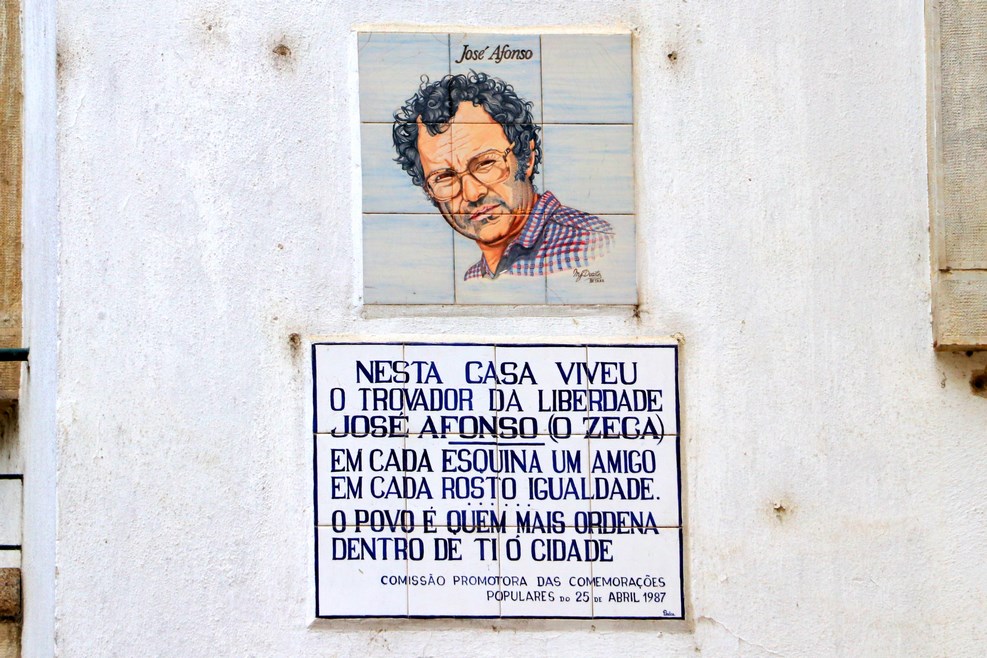 José Afonso
NESTA CASA VIVEU
O TROVADOR DA LIBERDADE
JOSÉ AFONSO (O ZECA)
EM CADA ESQUINA UM AMIGO
EM CADA ROSTO IGUALDADE.
......
O POVO É QUEM MAIS ORDENA
DENTRO DE TI Ó CIDADE
COMISSÃO PROMOTORA DAS COMEMORAÇÕES
POPULARES DO 25 DE ABRIL 1987